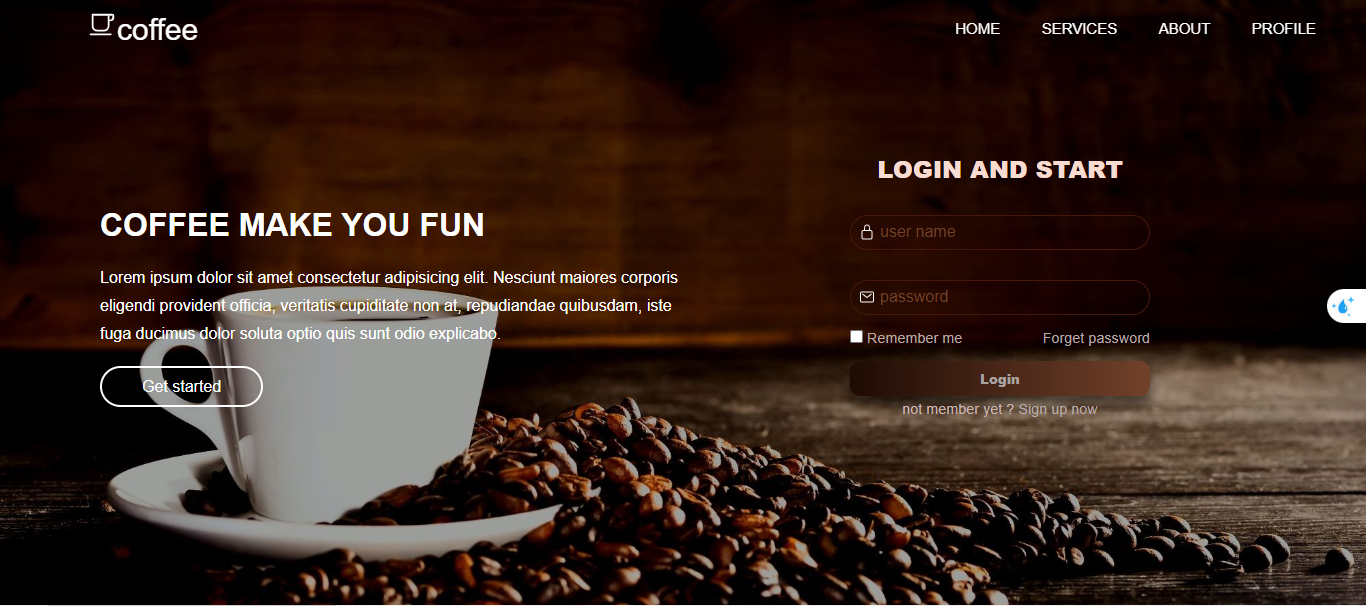 coffee
HOME SERVICES ABOUT PROFILE
COFFEE MAKE YOU FUN
Lorem ipsum dolor sit amet consectetur adipisicing elit. Nesciunt maiores corporis
eligendi provident officia, veritatis cupiditate non at, repudiandae quibusdam, iste
fuga ducimus dolor soluta optio quis sunt odio explicabo.
Get started
LOGIN AND START
user name
password
Remember me Forget password
Login
not member yet ? Sign up now